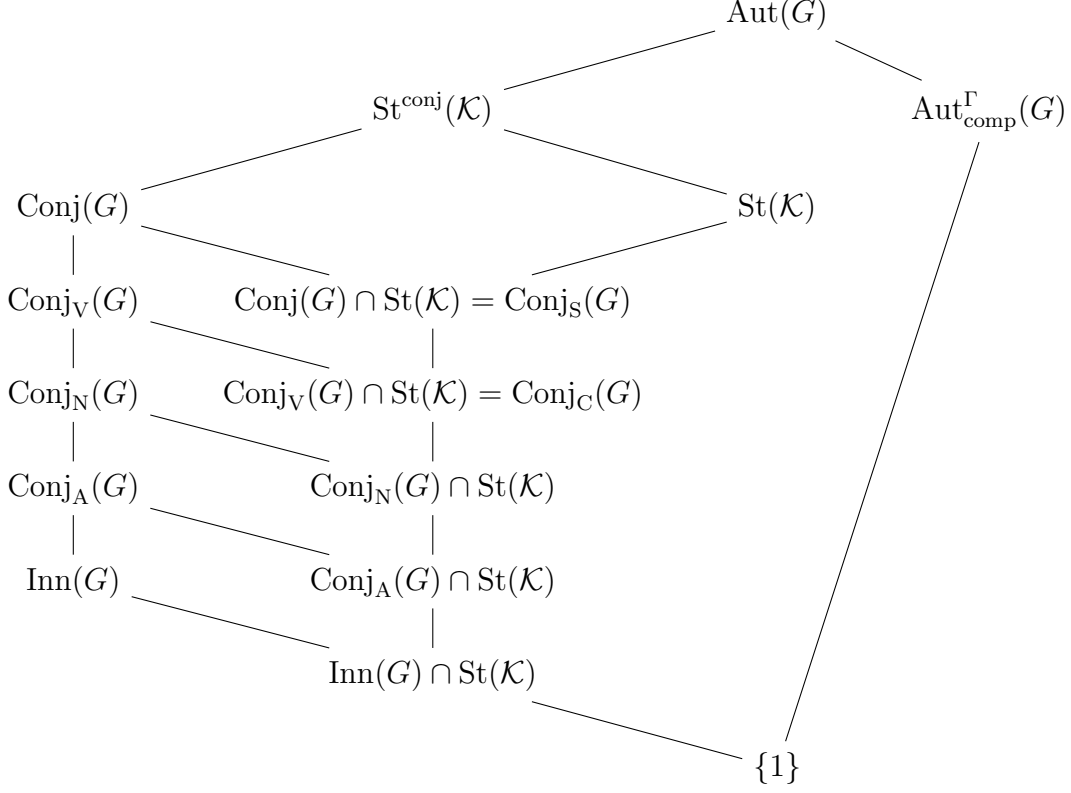 Aut(G)
St^conj(𝒦)
Aut^Γ_comp(G)
Conj(G)
St(𝒦)
Conj_V(G)
Conj(G) ∩ St(𝒦) = Conj_S(G)
Conj_N(G)
Conj_V(G) ∩ St(𝒦) = Conj_C(G)
Conj_A(G)
Conj_N(G) ∩ St(𝒦)
Inn(G)
Conj_A(G) ∩ St(𝒦)
Inn(G) ∩ St(𝒦)
{1}